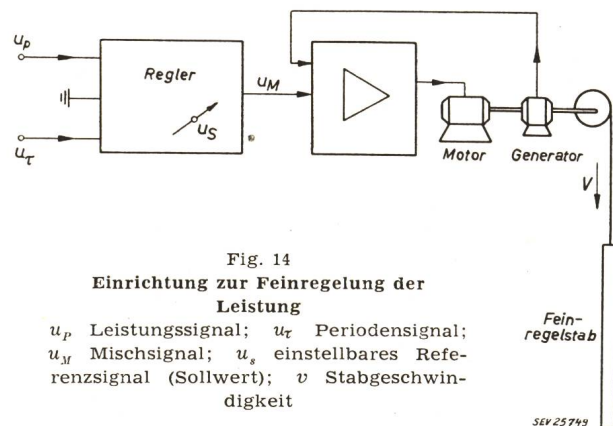 u_P
Regler
u_M
u_S
u_τ
Motor
Generator
V
Fig. 14
Einrichtung zur Feinregelung der
Leistung
u_P Leistungssignal; u_τ Periodensignal;
u_M Mischsignal; u_s einstellbares Refe-
renzsignal (Sollwert); v Stabgeschwin-
digkeit
Fein-
regelstab
SEV 25749